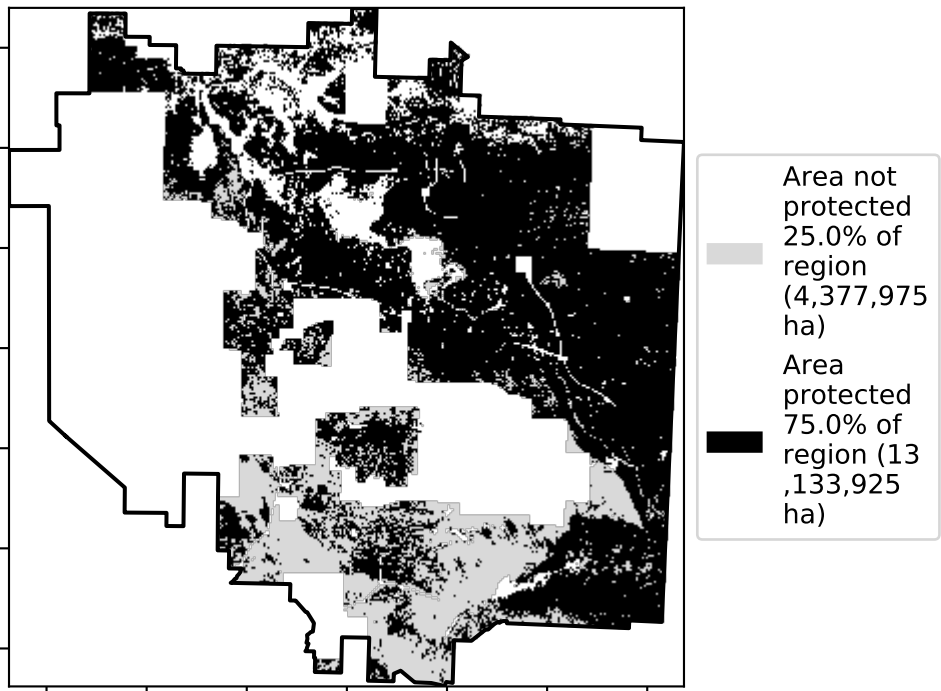 Area not
protected
25.0% of
region
(4,377,975
ha)
Area
protected
75.0% of
region (13
,133,925
ha)